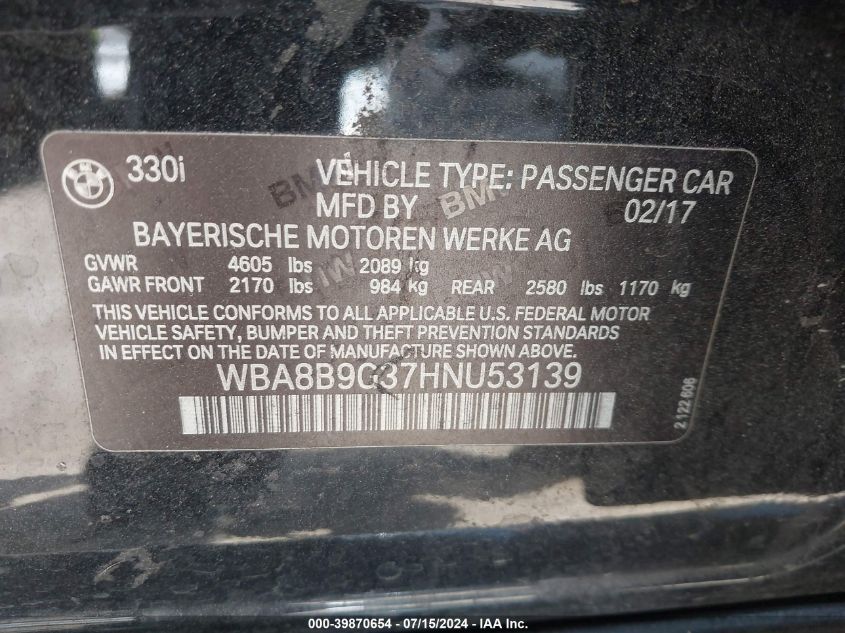 330i
VEHICLE TYPE: PASSENGER CAR
MFD BY 02/17
BAYERISCHE MOTOREN WERKE AG
GVWR 4605 lbs 2089 kg
GAWR FRONT 2170 lbs 984 kg REAR 2580 lbs 1170 kg
THIS VEHICLE CONFORMS TO ALL APPLICABLE U.S. FEDERAL MOTOR
VEHICLE SAFETY, BUMPER AND THEFT PREVENTION STANDARDS
IN EFFECT ON THE DATE OF MANUFACTURE SHOWN ABOVE.
WBA8B9G37HNU53139
2 122 606
000-39870654 - 07/15/2024 - IAAI, Inc.